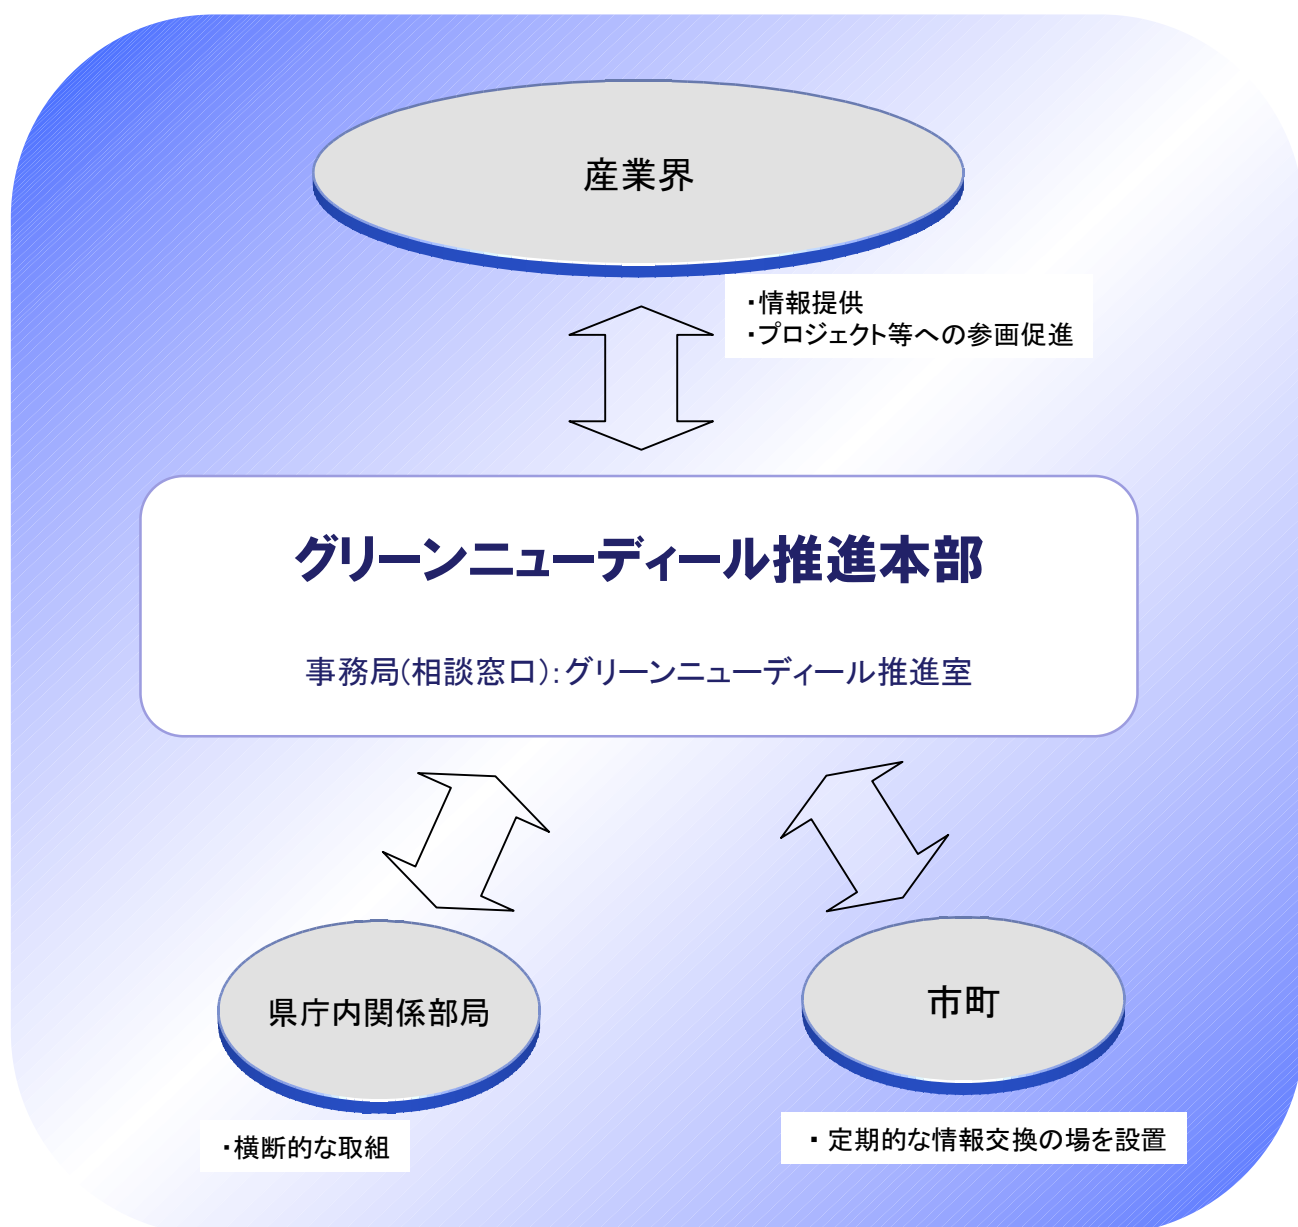 産業界
・情報提供
・プロジェクト等への参画促進
グリーンニューディール推進本部
事務局(相談窓口):グリーンニューディール推進室
県庁内関係部局
市町
・横断的な取組
・ 定期的な情報交換の場を設置